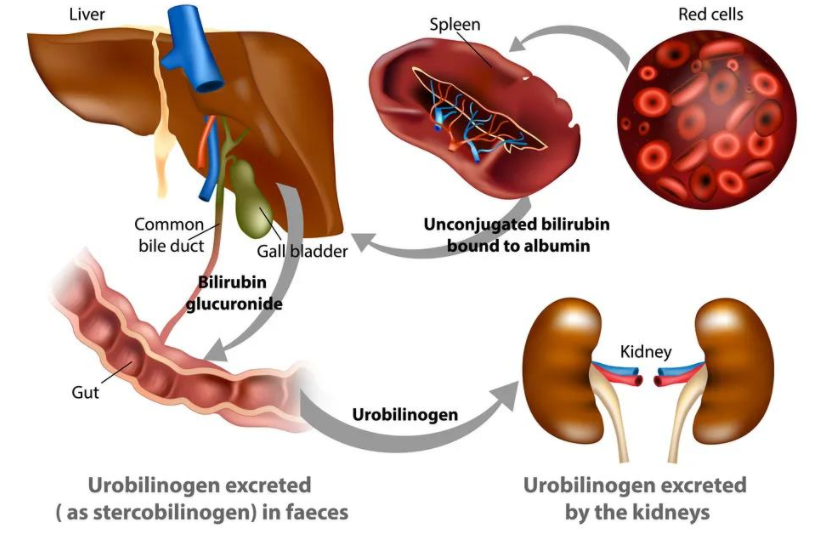 Liver
Spleen
Red cells
Common
bile duct
Gall bladder
Unconjugated bilirubin
bound to albumin
Bilirubin
glucuronide
Gut
Kidney
Urobilinogen
Urobilinogen excreted
( as stercobilinogen) in faeces
Urobilinogen excreted
by the kidneys